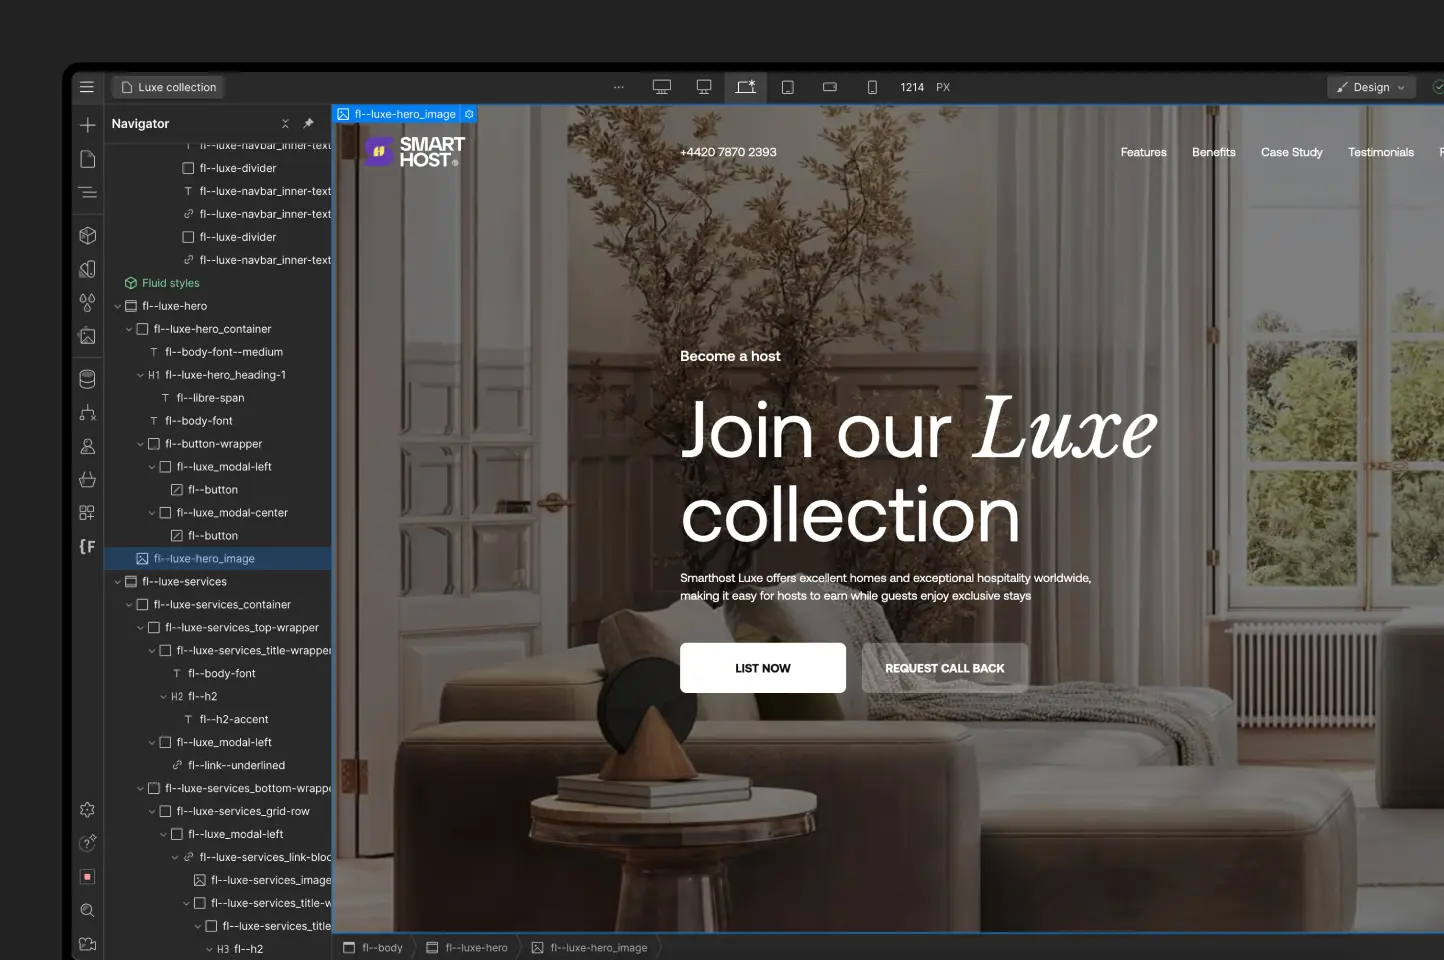 Luxe collection
...
1214 PX
Design
Navigator
fl--luxe-hero_image
fl--luxe-navbar_inner-text
fl--luxe-divider
fl--luxe-navbar_inner-text
fl--luxe-navbar_inner-text
fl--luxe-divider
fl--luxe-navbar_inner-text
Fluid styles
fl--luxe-hero
fl--luxe-hero_container
T fl--body-font--medium
H1 fl--luxe-hero_heading-1
T fl--libre-span
T fl--body-font
fl--button-wrapper
fl--luxe_modal-left
fl--button
fl--luxe_modal-center
fl--button
fl--luxe-hero_image
fl--luxe-services
fl--luxe-services_container
fl--luxe-services_top-wrapper
fl--luxe-services_title-wrapper
T fl--body-font
H2 fl--h2
T fl--h2-accent
fl--luxe_modal-left
fl--link--underlined
fl--luxe-services_bottom-wrappe
fl--luxe-services_grid-row
fl--luxe_modal-left
fl--luxe-services_link-bloc
fl--luxe-services_image
fl--luxe-services_title-w
fl--luxe-services_title
H3 fl--h2
{F
SMART
HOST®
+4420 7870 2393
Features Benefits Case Study Testimonials
Become a host
Join our Luxe
collection
Smarthost Luxe offers excellent homes and exceptional hospitality worldwide,
making it easy for hosts to earn while guests enjoy exclusive stays
LIST NOW
REQUEST CALL BACK
fl--body fl--luxe-hero fl--luxe-hero_image